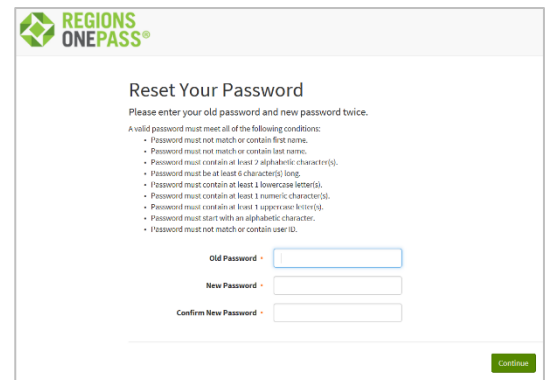 REGIONS
ONEPASS®
Reset Your Password
Please enter your old password and new password twice.
A valid password must meet all of the following conditions:
• Password must not match or contain first name.
• Password must not match or contain last name.
• Password must contain at least 2 alphabetic character(s).
• Password must be at least 6 character(s) long.
• Password must contain at least 1 lowercase letter(s).
• Password must contain at least 1 numeric character(s).
• Password must contain at least 1 uppercase letter(s).
• Password must start with an alphabetic character.
• Password must not match or contain user ID.
Old Password *
New Password *
Confirm New Password *
Continue